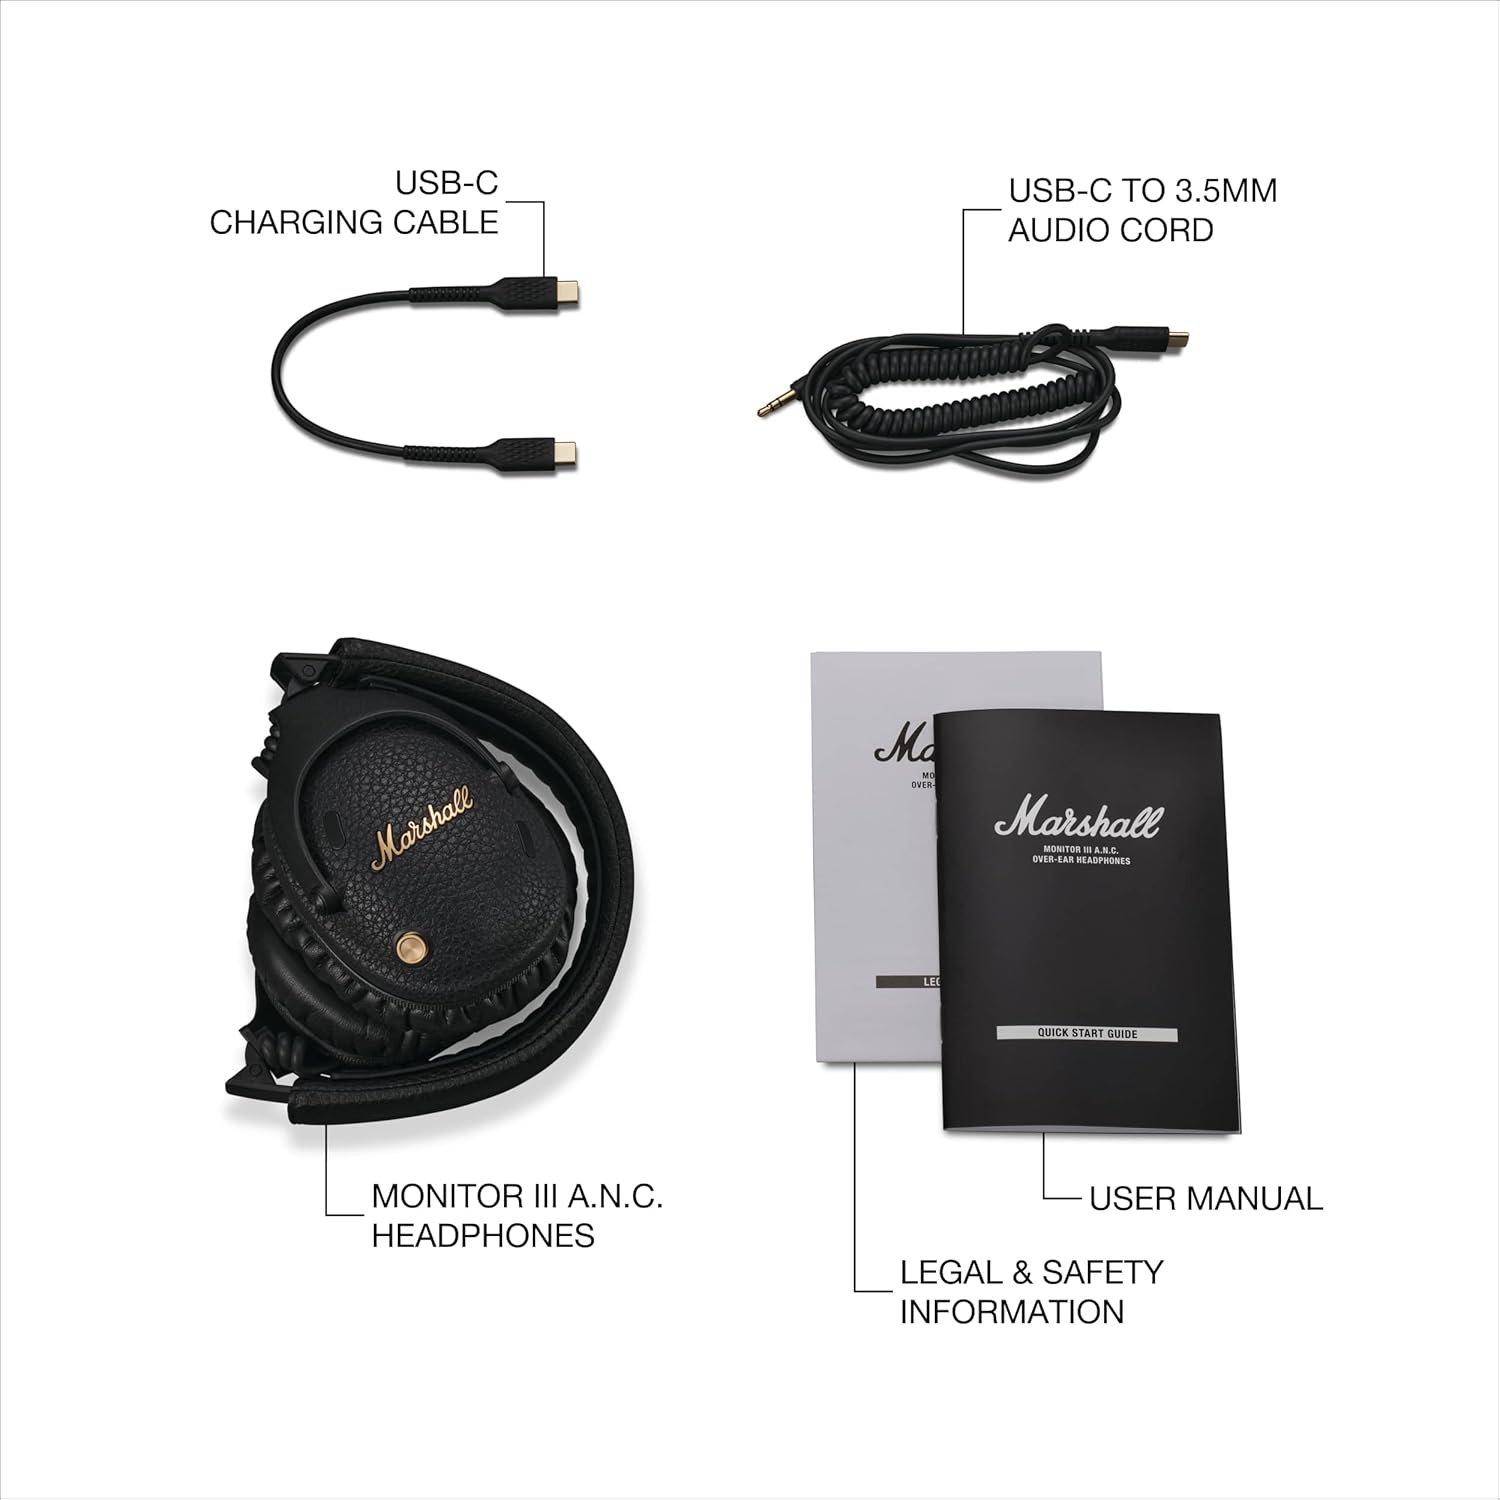 USB-C
CHARGING CABLE
USB-C TO 3.5MM
AUDIO CORD
Marshall
Marshall
MONITOR III A.N.C.
OVER-EAR HEADPHONES
QUICK START GUIDE
MONITOR III A.N.C.
HEADPHONES
USER MANUAL
LEGAL & SAFETY
INFORMATION